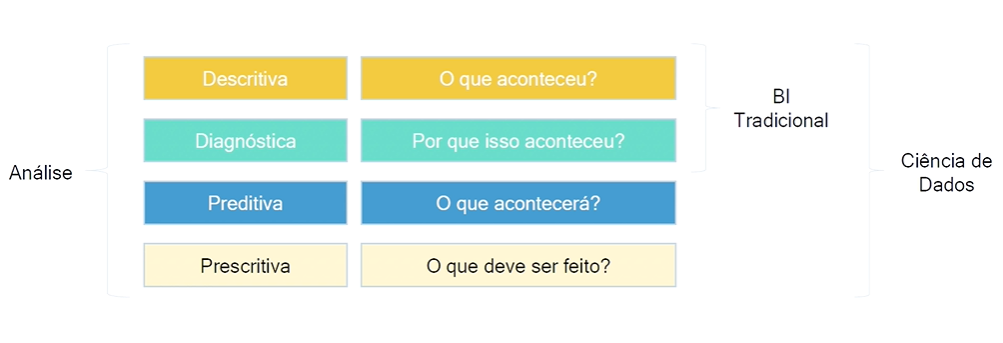 Descritiva
O que aconteceu?
BI
Tradicional
Diagnóstica
Por que isso aconteceu?
Análise
Ciência de
Dados
Preditiva
O que acontecerá?
Prescritiva
O que deve ser feito?